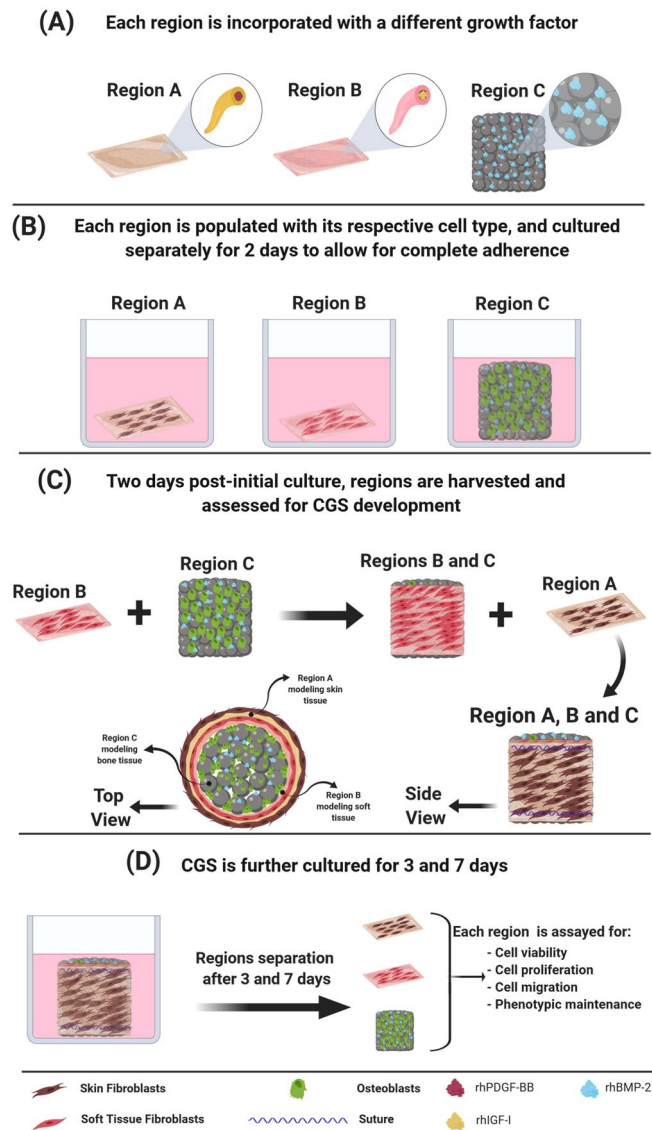 (A) Each region is incorporated with a different growth factor
Region A
Region B
Region C
(B) Each region is populated with its respective cell type, and cultured
separately for 2 days to allow for complete adherence
Region A
Region B
Region C
(C) Two days post-initial culture, regions are harvested and
assessed for CGS development
Region B
Region C
Regions B and C
Region A
+
+
Region A
modeling skin
tissue
Region C
modeling
bone tissue
Region B
modeling soft
tissue
Top
View
Region A, B and C
Side
View
(D) CGS is further cultured for 3 and 7 days
Regions separation
after 3 and 7 days
Each region is assayed for:
- Cell viability
- Cell proliferation
- Cell migration
- Phenotypic maintenance
Skin Fibroblasts
Osteoblasts
rhPDGF-BB
rhBMP-2
Soft Tissue Fibroblasts
Suture
rhIGF-I